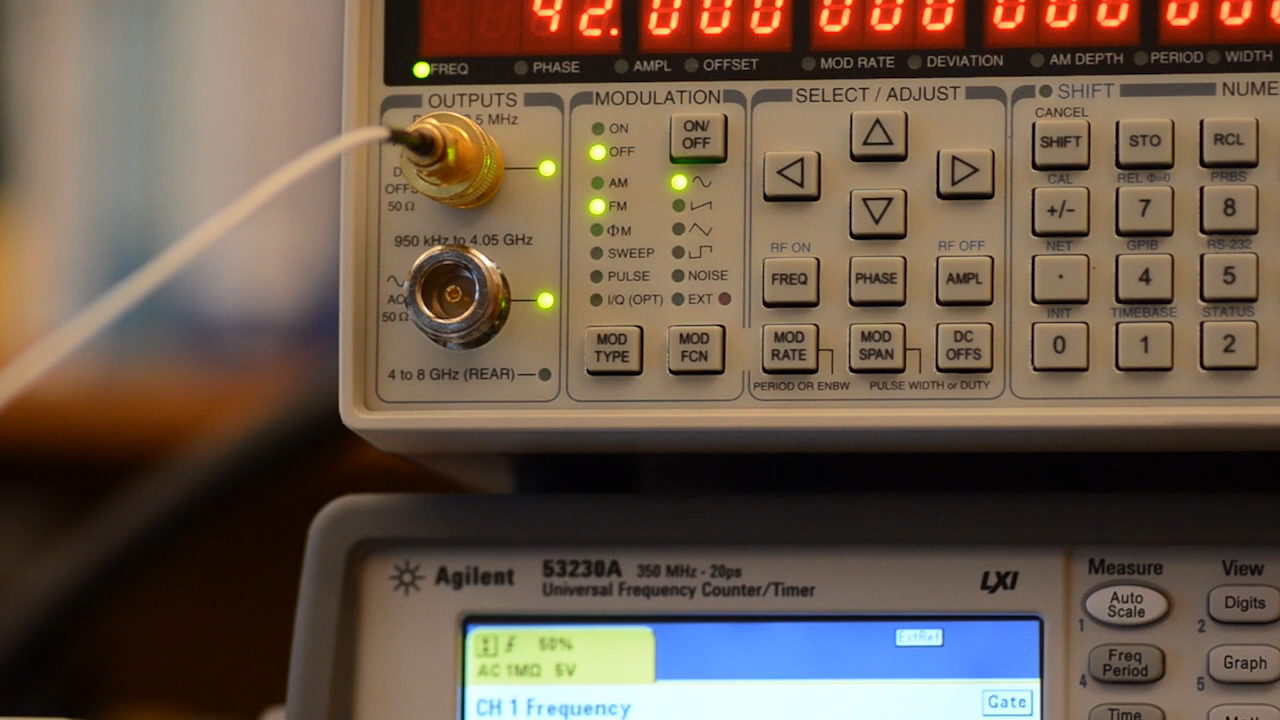 42.000 000 000 000
FREQ PHASE AMPL OFFSET MOD RATE DEVIATION AM DEPTH PERIOD WIDTH
OUTPUTS
MHz
50 Ω
950 kHz to 4.05 GHz
50 Ω
4 to 8 GHz (REAR)
MODULATION
ON
OFF
ON/
OFF
AM
FM
ΦM
SWEEP
PULSE
NOISE
I/Q (OPT)
EXT
MOD
TYPE
MOD
FCN
SELECT / ADJUST
RF ON RF OFF
FREQ PHASE AMPL
MOD
RATE
MOD
SPAN
DC
OFFS
PERIOD OR ENBW PULSE WIDTH or DUTY
SHIFT
CANCEL
SHIFT STO RCL
CAL REL Φ=0 PRBS
+/- 7 8
NET GPIB RS-232
· 4 5
INIT TIMEBASE STATUS
0 1 2
Agilent 53230A 350 MHz - 20ps
Universal Frequency Counter/Timer
LXI
50%
AC 1MΩ 5V
ExtRef
CH 1 Frequency
Gate
Measure View
Auto
Scale
Digits
1 2
Freq
Period
Graph
4 5
Time